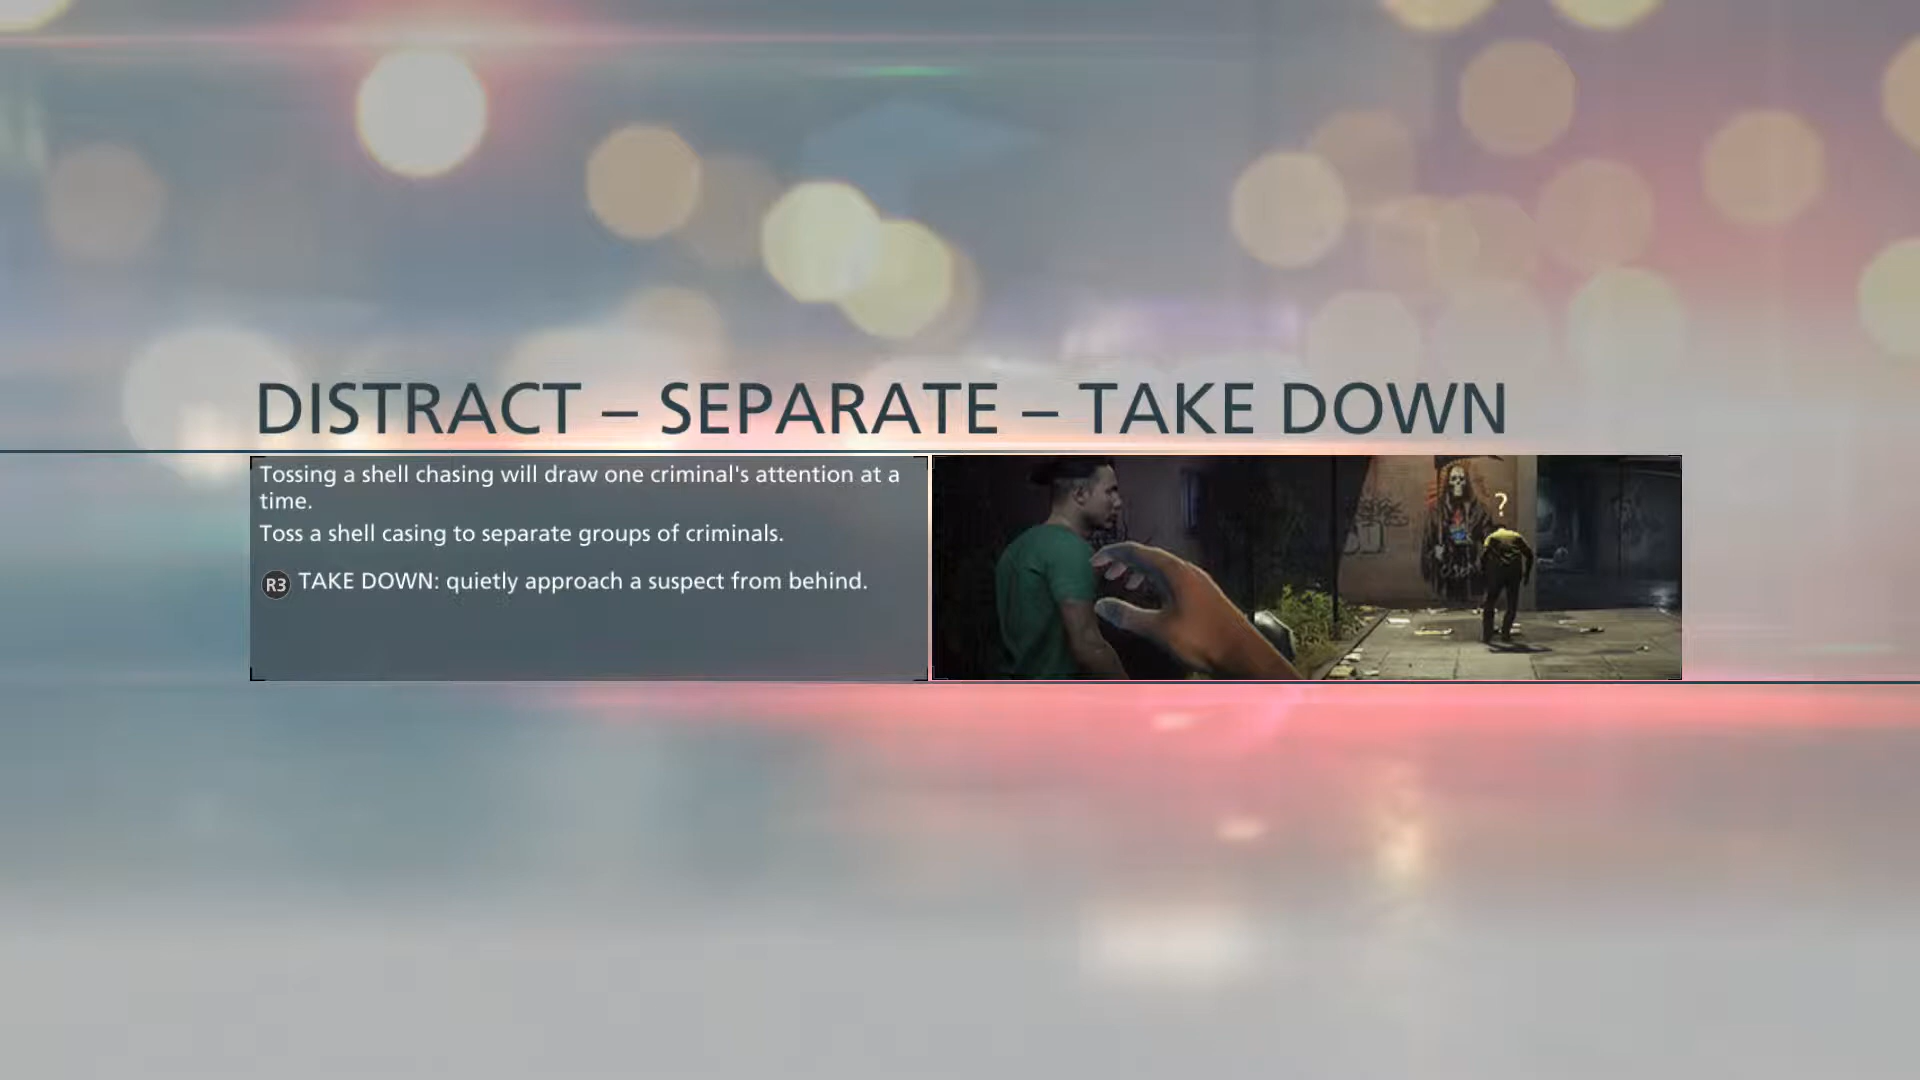 DISTRACT – SEPARATE – TAKE DOWN
Tossing a shell chasing will draw one criminal's attention at a
time.
Toss a shell casing to separate groups of criminals.
R3 TAKE DOWN: quietly approach a suspect from behind.
?